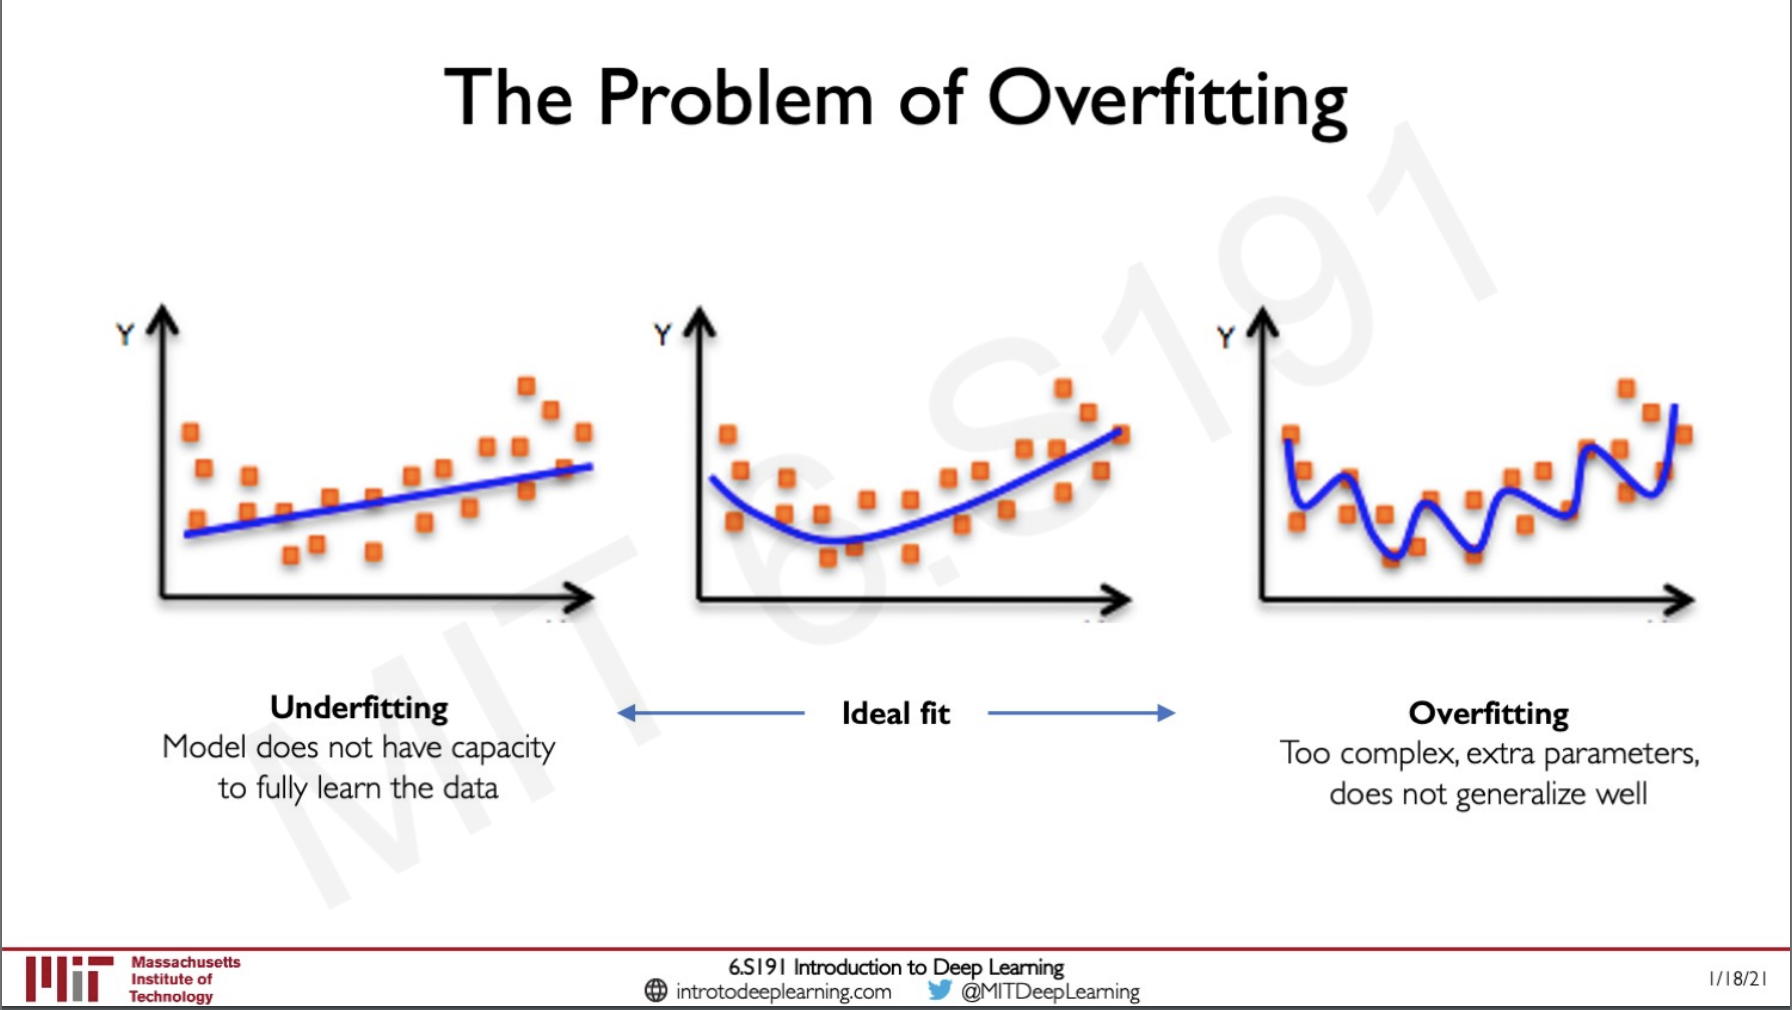 The Problem of Overfitting
MIT 6.S191
Y
Y
Y
Underfitting
Model does not have capacity
to fully learn the data
Ideal fit
Overfitting
Too complex, extra parameters,
does not generalize well
Massachusetts
Institute of
Technology
6.S191 Introduction to Deep Learning
introtodeeplearning.com @MITDeepLearning
1/18/21